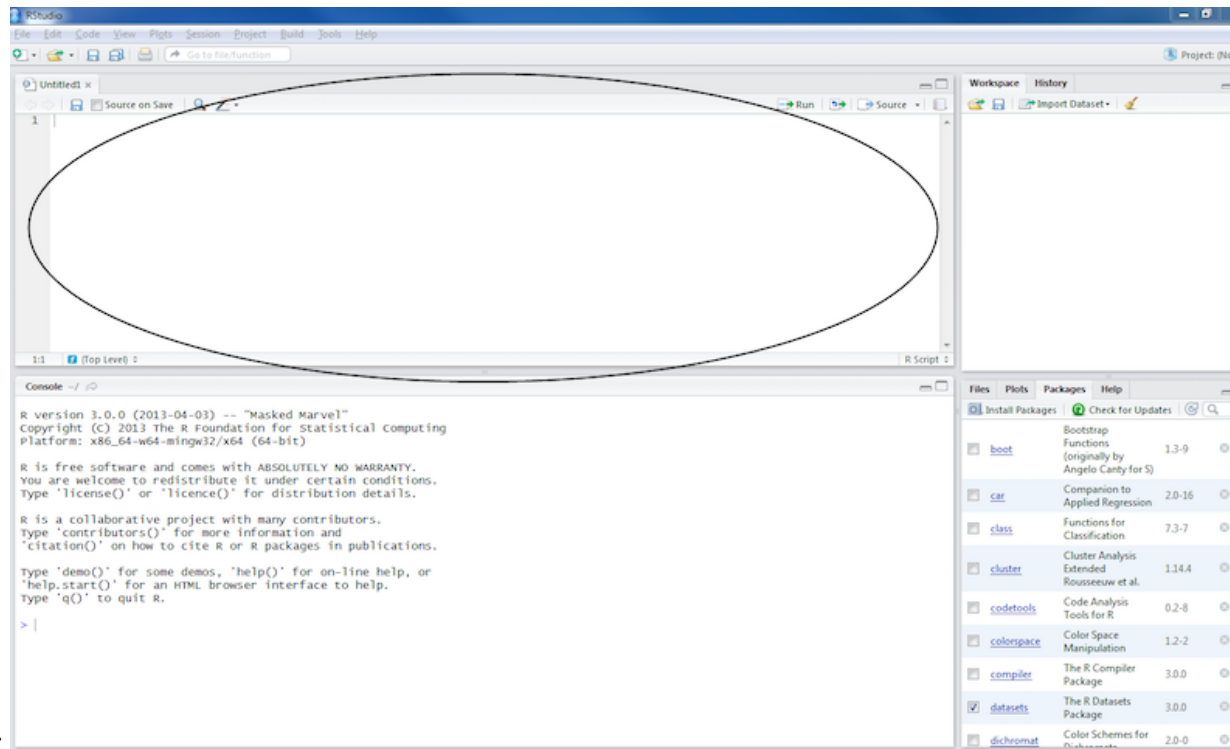 RStudio
File Edit Code View Plots Session Project Build Tools Help
Go to file/function
Project: (No
Untitled1
Source on Save
Run
Source
1
1:1
(Top Level)
R Script
Console ~/
R version 3.0.0 (2013-04-03) -- "Masked Marvel"
Copyright (C) 2013 The R Foundation for Statistical Computing
Platform: x86_64-w64-mingw32/x64 (64-bit)
R is free software and comes with ABSOLUTELY NO WARRANTY.
You are welcome to redistribute it under certain conditions.
Type 'license()' or 'licence()' for distribution details.
R is a collaborative project with many contributors.
Type 'contributors()' for more information and
'citation()' on how to cite R or R packages in publications.
Type 'demo()' for some demos, 'help()' for on-line help, or
'help.start()' for an HTML browser interface to help.
Type 'q()' to quit R.
>
Workspace History
Import Dataset
Files Plots Packages Help
Install Packages Check for Updates
boot
Bootstrap
Functions
(originally by
Angelo Canty for S)
1.3-9
car
Companion to
Applied Regression
2.0-16
class
Functions for
Classification
7.3-7
cluster
Cluster Analysis
Extended
Rousseeuw et al.
1.14.4
codetools
Code Analysis
Tools for R
0.2-8
colorspace
Color Space
Manipulation
1.2-2
compiler
The R Compiler
Package
3.0.0
datasets
The R Datasets
Package
3.0.0
dichromat
Color Schemes for
2.0-0